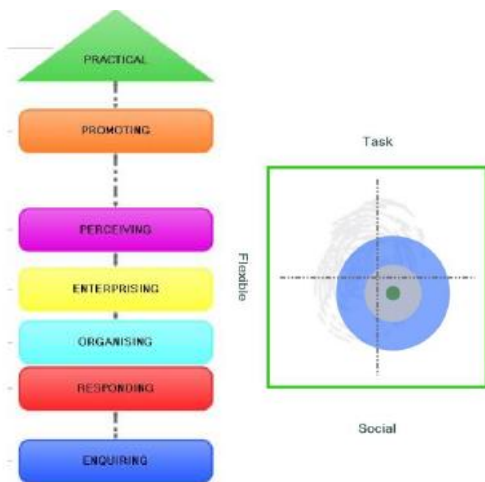 PRACTICAL
PROMOTING
PERCEIVING
ENTERPRISING
ORGANISING
RESPONDING
ENQUIRING
Task
Flexible
Social